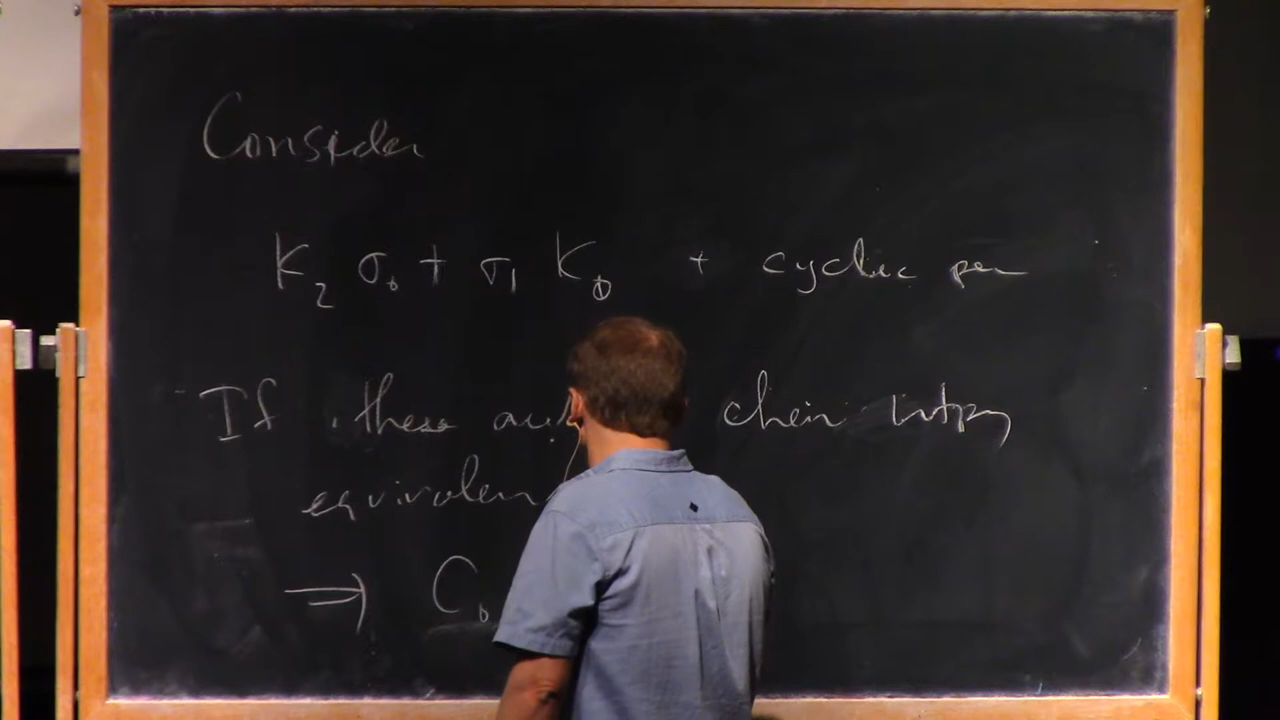 Consider
K₂ σ₀ + σ₁ K₀ + cyclic per
If these are chain htpy
equivalen
⇒ C₀